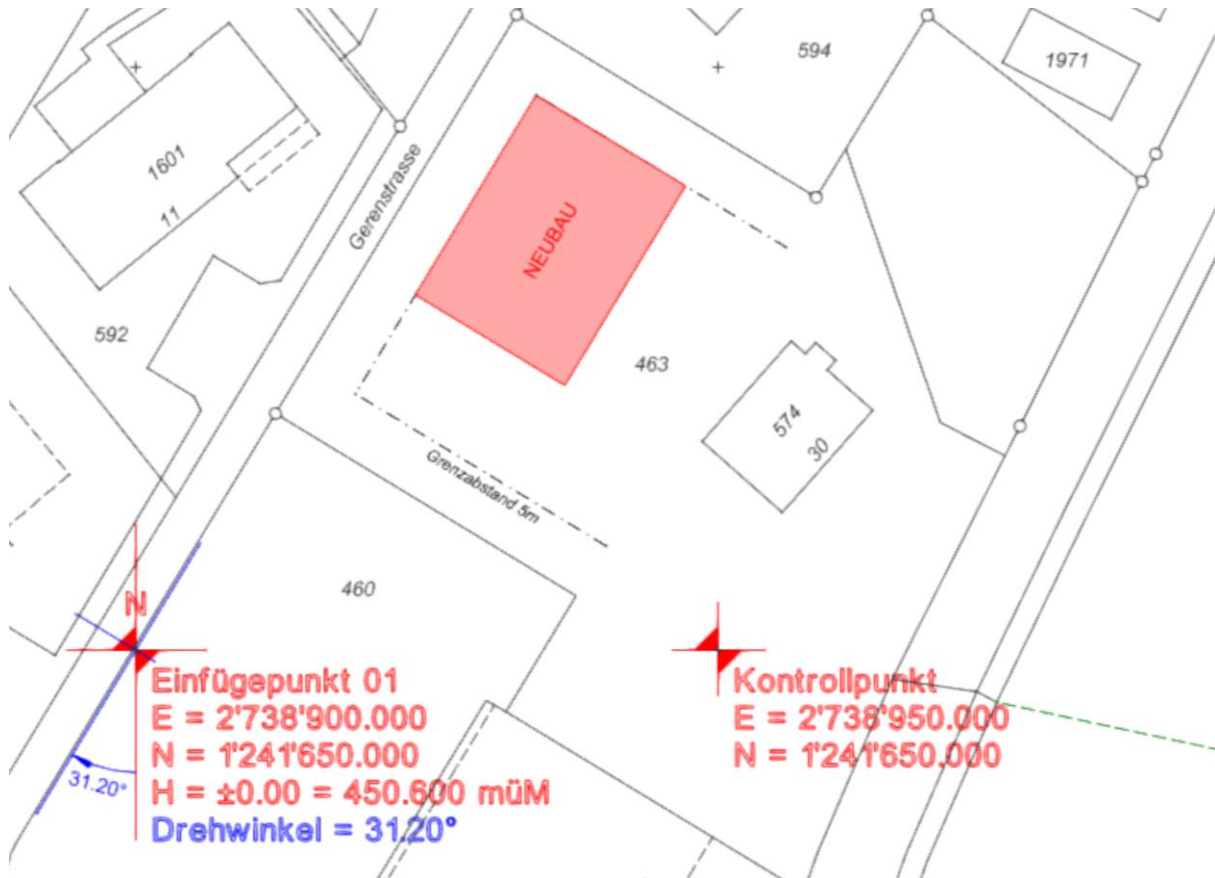 594
1971
1601
11
Gerenstrasse
NEUBAU
592
463
574
30
Grenzabstand 5m
460
N
Einfügepunkt 01
E = 2'738'900.000
N = 1'241'650.000
H = ±0.00 = 450.600 müM
Drehwinkel = 31.20°
31.20°
Kontrollpunkt
E = 2'738'950.000
N = 1'241'650.000